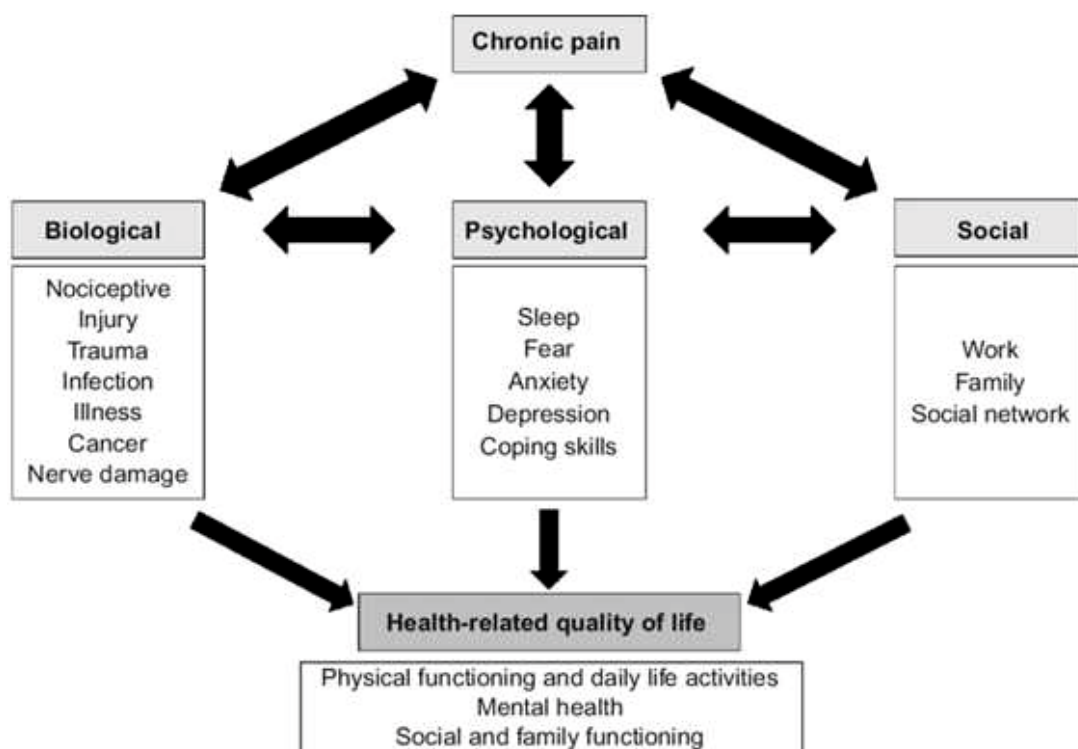 Chronic pain
Biological
Psychological
Social
Nociceptive
Injury
Trauma
Infection
Illness
Cancer
Nerve damage
Sleep
Fear
Anxiety
Depression
Coping skills
Work
Family
Social network
Health-related quality of life
Physical functioning and daily life activities
Mental health
Social and family functioning